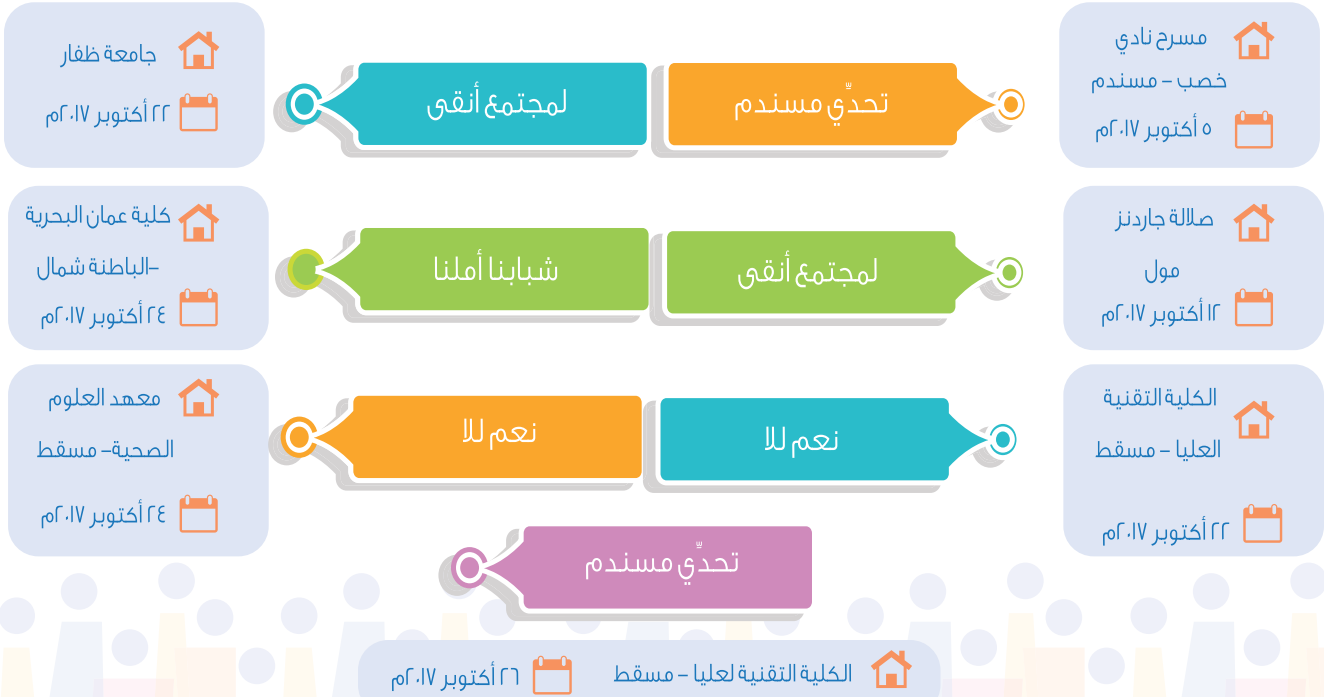 مسرح نادي
خصب – مسندم
٥ أكتوبر ٢٠١٧م
تحدِّي مسندم
لمجتمع أنقى
جامعة ظفار
٢٢ أكتوبر ٢٠١٧م
صلالة جاردنز
مول
١٢ أكتوبر ٢٠١٧م
لمجتمع أنقى
شبابنا أملنا
كلية عمان البحرية
–الباطنة شمال
٢٤ أكتوبر ٢٠١٧م
الكلية التقنية
العليا – مسقط
٢٢ أكتوبر ٢٠١٧م
نعم للا
نعم للا
معهد العلوم
الصحية– مسقط
٢٤ أكتوبر ٢٠١٧م
تحدِّي مسندم
الكلية التقنية لعليا – مسقط
٢٦ أكتوبر ٢٠١٧م